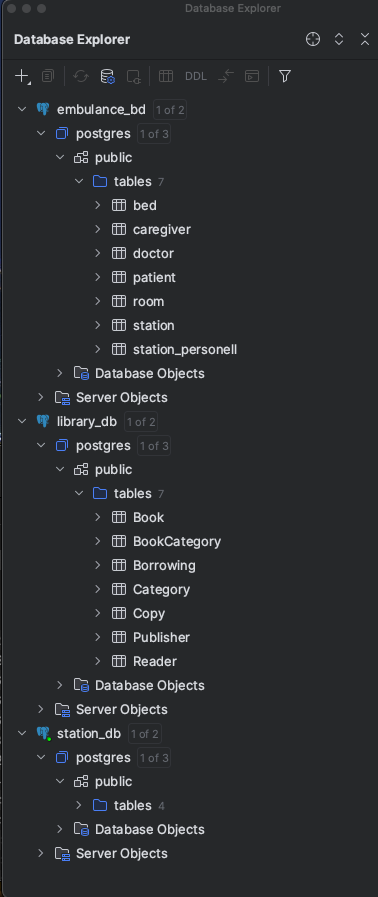 Database Explorer
Database Explorer
DDL
embulance_bd 1 of 2
postgres 1 of 3
public
tables 7
bed
caregiver
doctor
patient
room
station
station_personell
Database Objects
Server Objects
library_db 1 of 2
postgres 1 of 3
public
tables 7
Book
BookCategory
Borrowing
Category
Copy
Publisher
Reader
Database Objects
Server Objects
station_db 1 of 2
postgres 1 of 3
public
tables 4
Database Objects
Server Objects